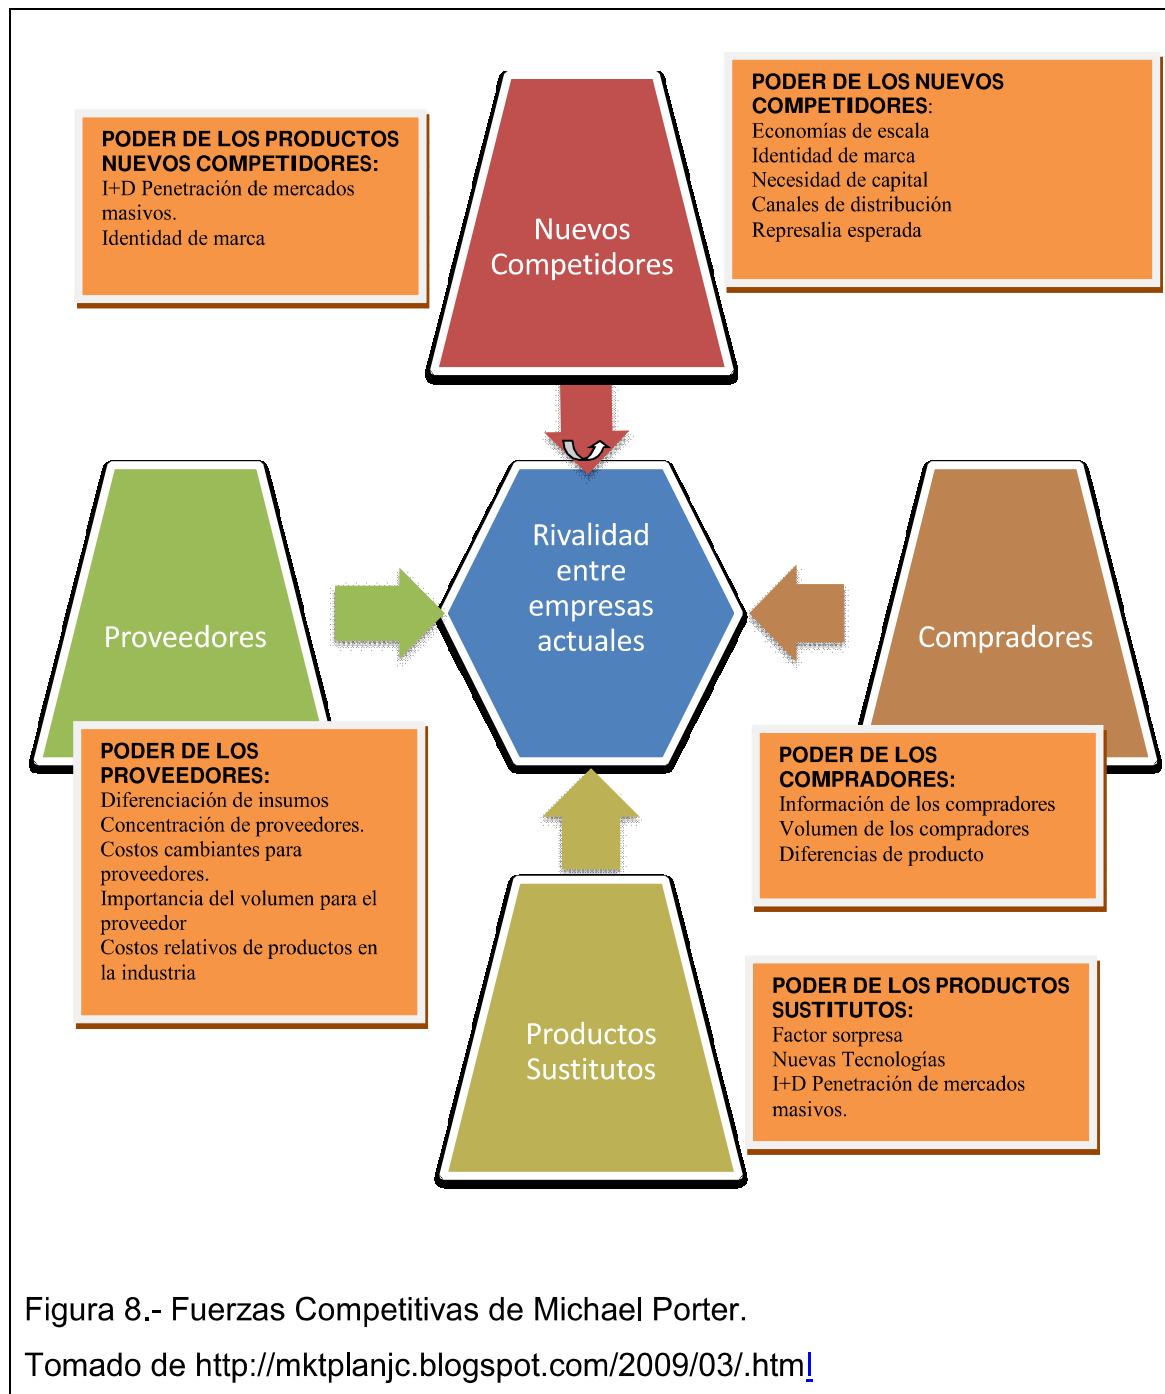 PODER DE LOS PRODUCTOS
NUEVOS COMPETIDORES:
I+D Penetración de mercados
masivos.
Identidad de marca
Nuevos
Competidores
PODER DE LOS NUEVOS
COMPETIDORES:
Economías de escala
Identidad de marca
Necesidad de capital
Canales de distribución
Represalia esperada
Proveedores
Rivalidad
entre
empresas
actuales
Compradores
PODER DE LOS
PROVEEDORES:
Diferenciación de insumos
Concentración de proveedores.
Costos cambiantes para
proveedores.
Importancia del volumen para el
proveedor
Costos relativos de productos en
la industria
PODER DE LOS
COMPRADORES:
Información de los compradores
Volumen de los compradores
Diferencias de producto
Productos
Sustitutos
PODER DE LOS PRODUCTOS
SUSTITUTOS:
Factor sorpresa
Nuevas Tecnologías
I+D Penetración de mercados
masivos.
Figura 8.- Fuerzas Competitivas de Michael Porter.
Tomado de http://mktplanjc.blogspot.com/2009/03/.html